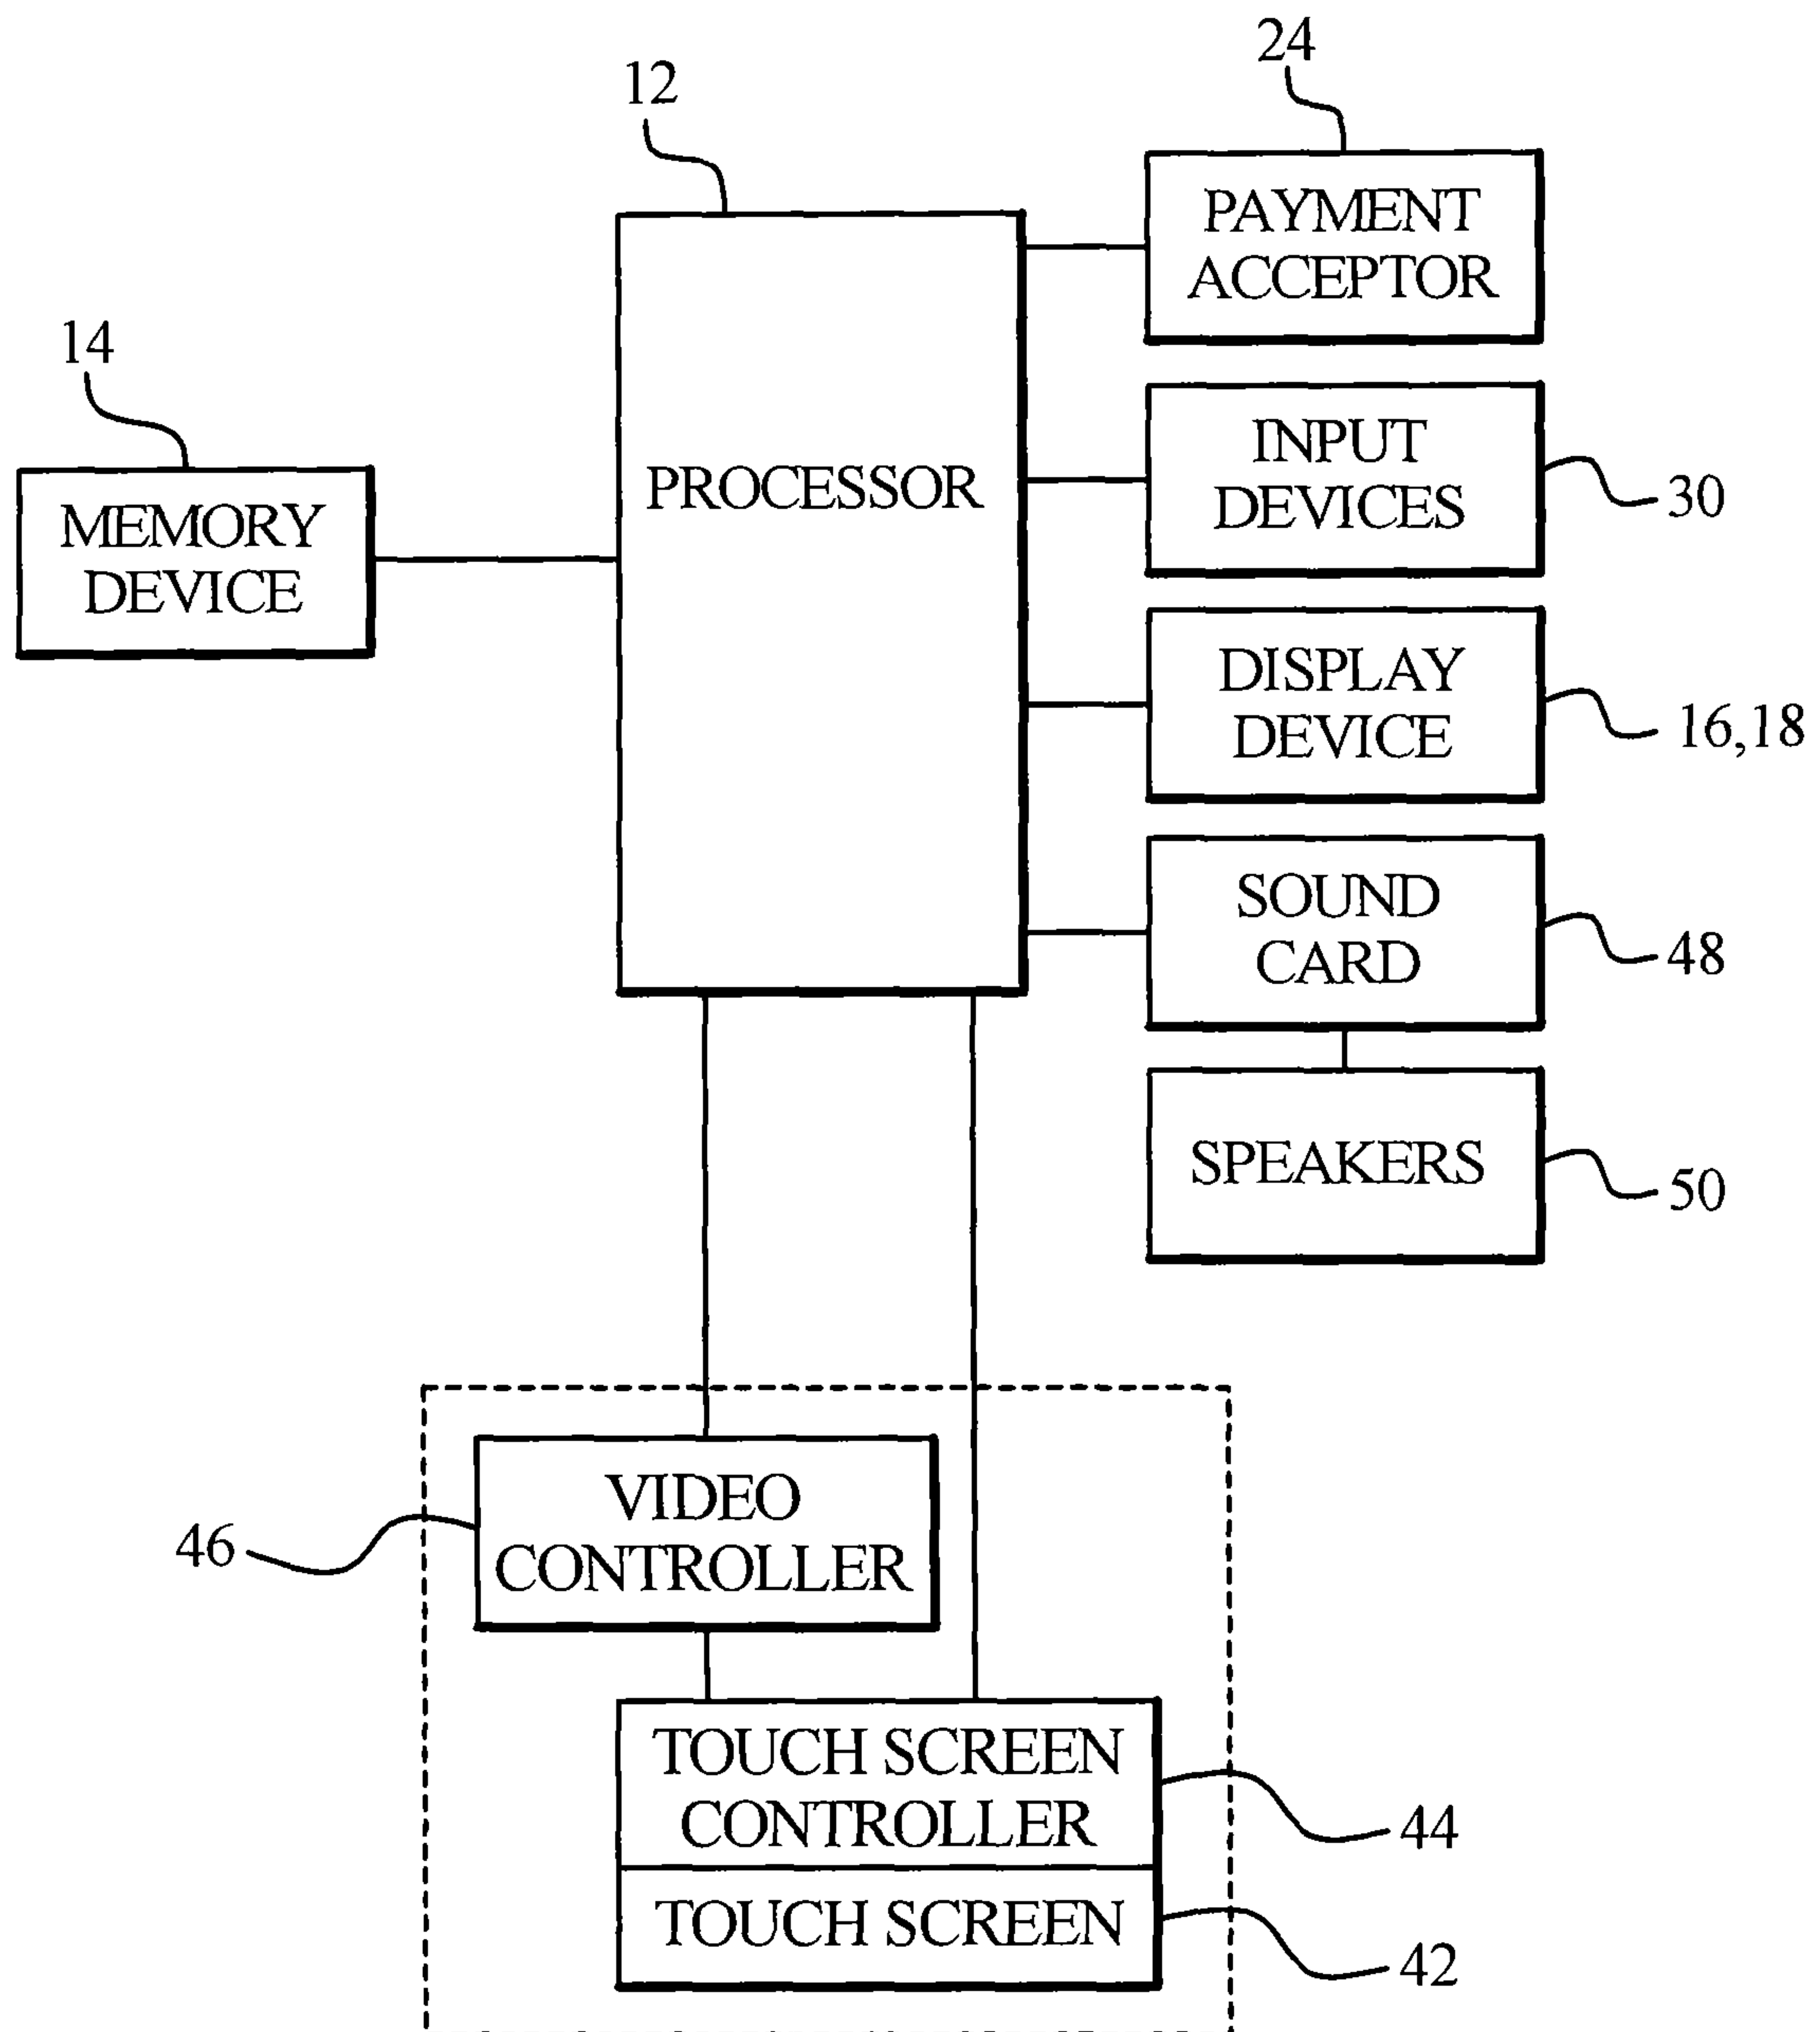 24
12
PAYMENT
ACCEPTOR
14
MEMORY
DEVICE
PROCESSOR
INPUT
DEVICES
30
DISPLAY
DEVICE
16,18
SOUND
CARD
48
SPEAKERS
50
VIDEO
CONTROLLER
46
TOUCH SCREEN
CONTROLLER
44
TOUCH SCREEN
42